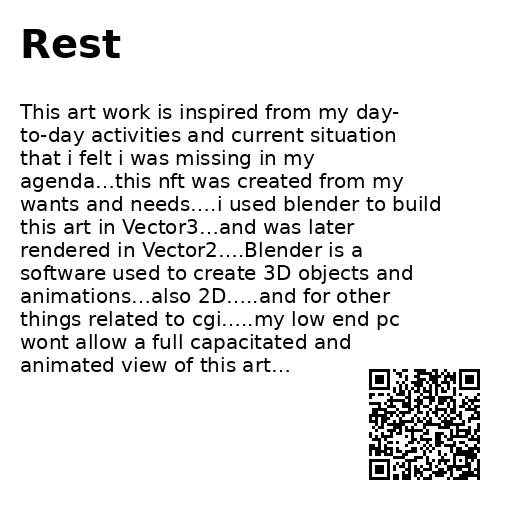 Rest
This art work is inspired from my day-
to-day activities and current situation
that i felt i was missing in my
agenda...this nft was created from my
wants and needs....i used blender to build
this art in Vector3...and was later
rendered in Vector2....Blender is a
software used to create 3D objects and
animations...also 2D.....and for other
things related to cgi.....my low end pc
wont allow a full capacitated and
animated view of this art...